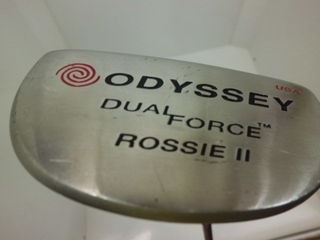 USA
ODYSSEY
DUAL FORCE™
ROSSIE II